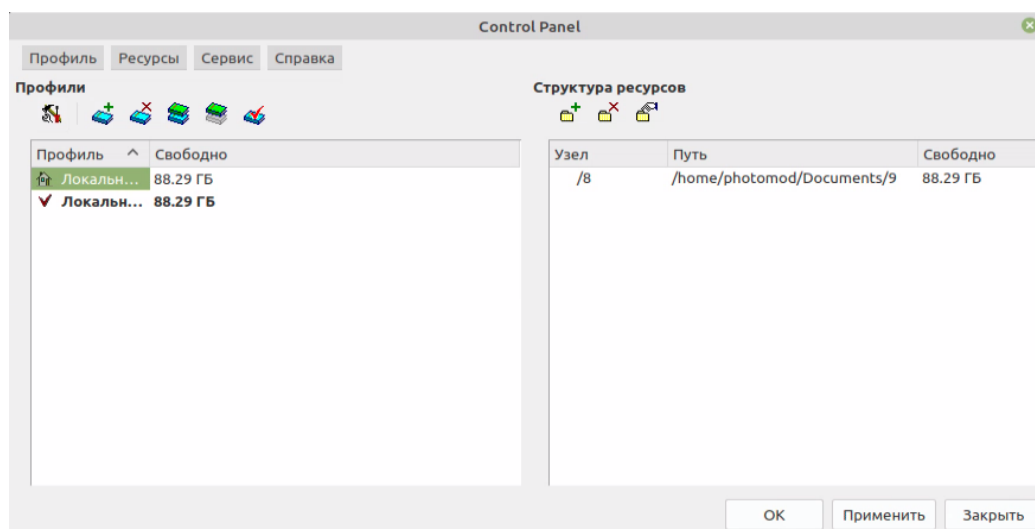 Control Panel
Профиль Ресурсы Сервис Справка
Профили
Структура ресурсов
Профиль Свободно
Локальн... 88.29 ГБ
Локальн... 88.29 ГБ
Узел Путь Свободно
/8 /home/photomod/Documents/9 88.29 ГБ
OK Применить Закрыть